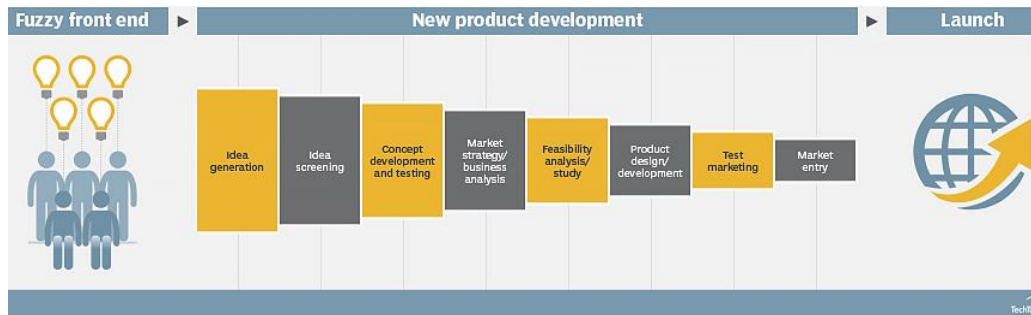 Fuzzy front end
New product development
Launch
Idea
generation
Idea
screening
Concept
development
and testing
Market
strategy/
business
analysis
Feasibility
analysis/
study
Product
design/
development
Test
marketing
Market
entry